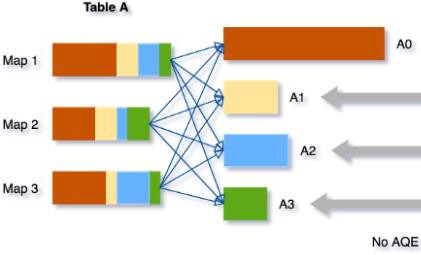 Table A
Map 1
A0
A1
Map 2
A2
Map 3
A3
No AQE